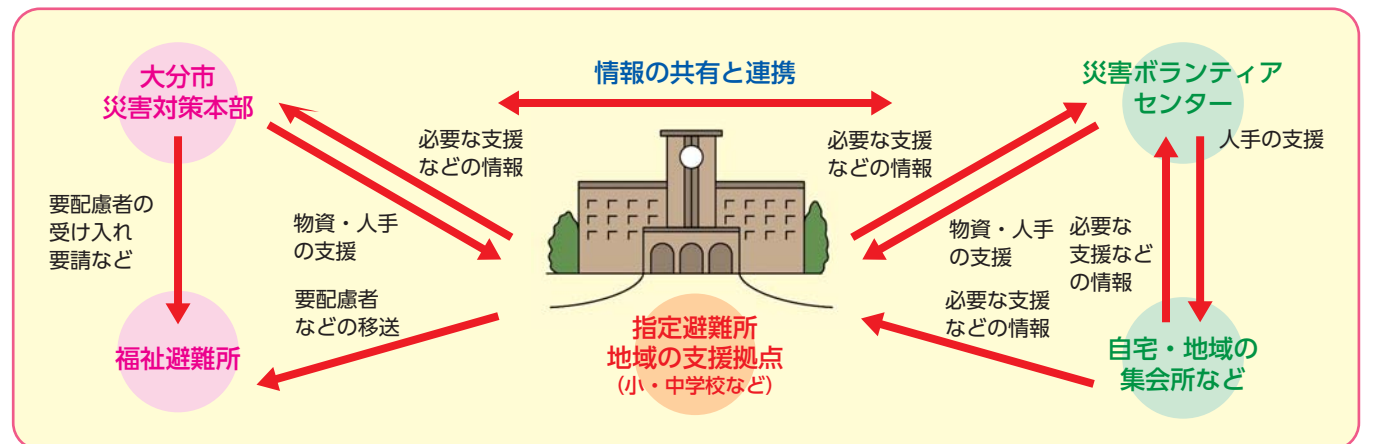 大分市
災害対策本部
情報の共有と連携
災害ボランティア
センター
必要な支援
などの情報
必要な支援
などの情報
人手の支援
要配慮者の
受け入れ
要請など
物資・人手
の支援
物資・人手
の支援
必要な
支援など
の情報
要配慮者
などの移送
必要な支援
などの情報
福祉避難所
指定避難所
地域の支援拠点
（小・中学校など）
自宅・地域の
集会所など